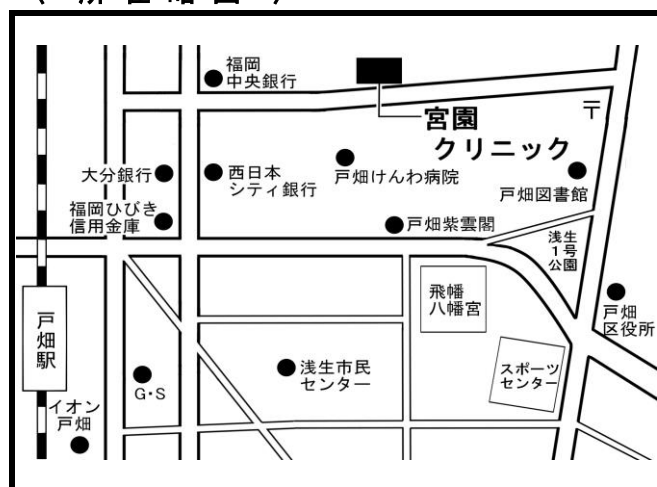 福岡
中央銀行
宮園
クリニック
〒
大分銀行
西日本
シティ銀行
戸畑けんわ病院
戸畑図書館
福岡ひびき
信用金庫
戸畑紫雲閣
浅生
1号
公園
飛幡
八幡宮
戸畑
区役所
戸畑駅
浅生市民
センター
スポーツ
センター
G・S
イオン
戸畑